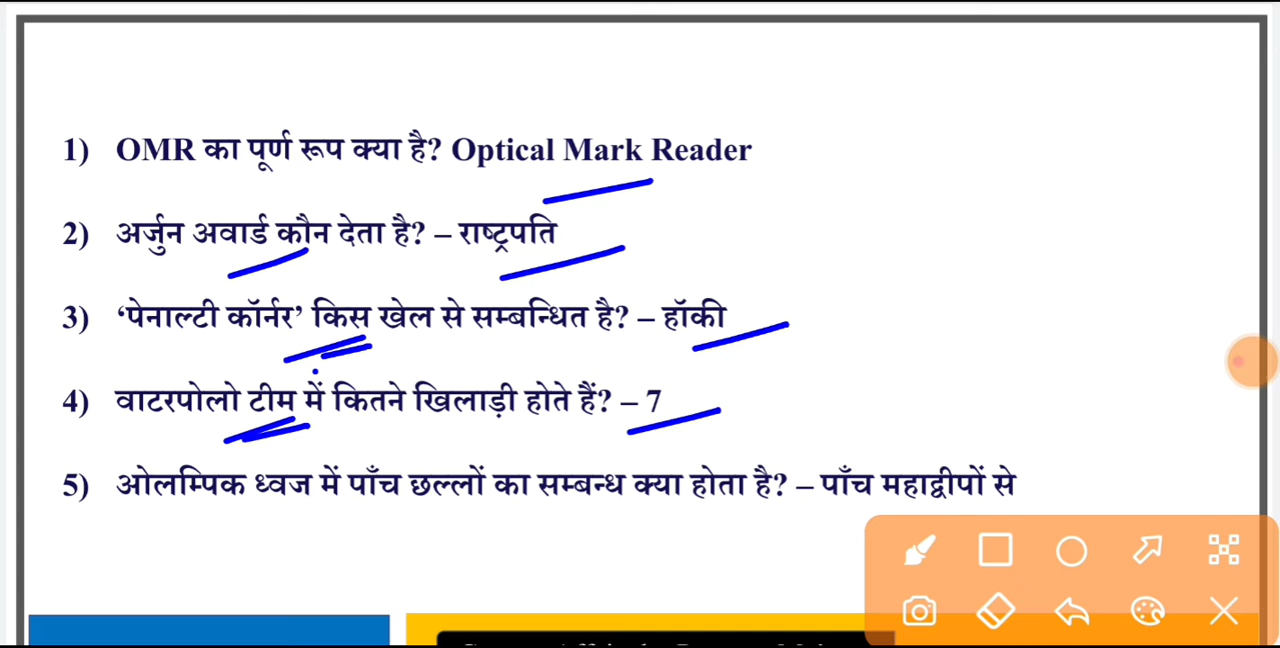 1) OMR का पूर्ण रूप क्या है? Optical Mark Reader
2) अर्जुन अवार्ड कौन देता है? – राष्ट्रपति
3) ‘पेनाल्टी कॉर्नर’ किस खेल से सम्बन्धित है? – हॉकी
4) वाटरपोलो टीम में कितने खिलाड़ी होते हैं? – 7
5) ओलम्पिक ध्वज में पाँच छल्लों का सम्बन्ध क्या होता है? – पाँच महाद्वीपों से